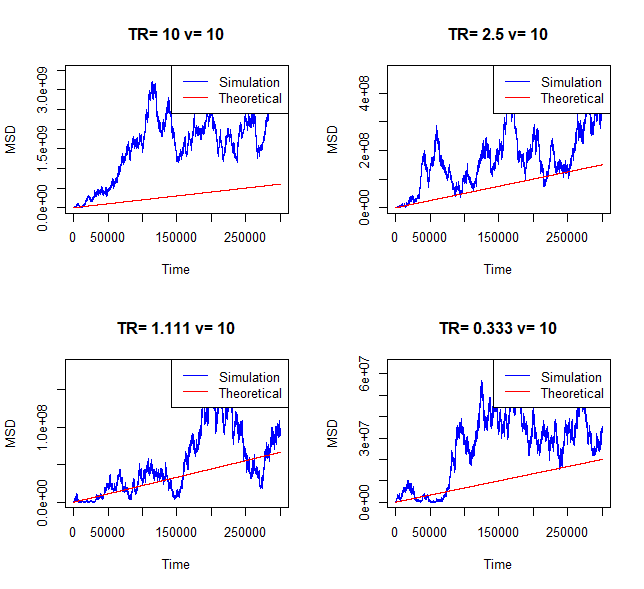 TR= 10 v= 10
MSD
0.0e+00 1.5e+09 3.0e+09
Simulation
Theoretical
0 50000 150000 250000
Time
TR= 2.5 v= 10
MSD
0e+00 2e+08 4e+08
Simulation
Theoretical
0 50000 150000 250000
Time
TR= 1.111 v= 10
MSD
0.0e+00 1.0e+08
Simulation
Theoretical
0 50000 150000 250000
Time
TR= 0.333 v= 10
MSD
0e+00 3e+07 6e+07
Simulation
Theoretical
0 50000 150000 250000
Time